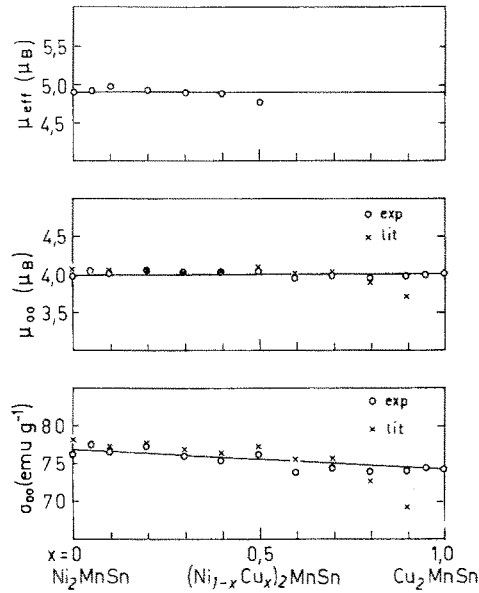 μeff (μB)
5,5
5,0
4,5
μ∞ (μB)
4,5
4,0
3,5
o exp
x lit
σ∞ (emu g⁻¹)
78
75
70
o exp
x lit
x = 0
0,5
1,0
Ni₂MnSn
(Ni₁₋ₓCuₓ)₂MnSn
Cu₂MnSn